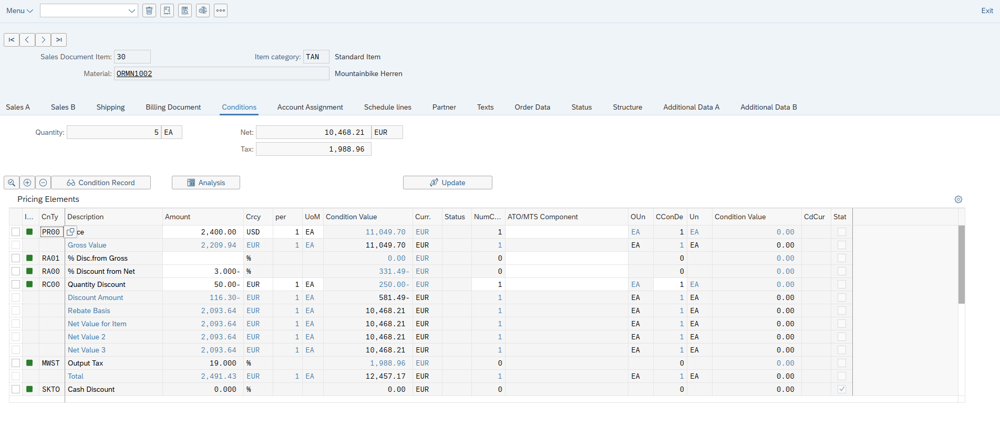 Menu
Exit
Sales Document Item: 30 Item category: TAN Standard Item
Material: ORMN1002 Mountainbike Herren
Sales A Sales B Shipping Billing Document Conditions Account Assignment Schedule lines Partner Texts Order Data Status Structure Additional Data A Additional Data B
Quantity: 5 EA Net: 10,468.21 EUR
Tax: 1,988.96
Condition Record Analysis Update
Pricing Elements
I... CnTy Description Amount Crcy per UoM Condition Value Curr. Status NumC... ATO/MTS Component OUn CConDe Un Condition Value CdCur Stat
PR00 ce 2,400.00 USD 1 EA 11,049.70 EUR 1 EA 1 EA 0.00
Gross Value 2,209.94 EUR 1 EA 11,049.70 EUR 1 EA 1 EA 0.00
RA01 % Disc.from Gross % 0.00 EUR 0 0 0.00
RA00 % Discount from Net 3.000- % 331.49- EUR 0 0 0.00
RC00 Quantity Discount 50.00- EUR 1 EA 250.00- EUR 1 EA 1 EA 0.00
Discount Amount 116.30- EUR 1 EA 581.49- EUR 1 EA 1 EA 0.00
Rebate Basis 2,093.64 EUR 1 EA 10,468.21 EUR 1 EA 1 EA 0.00
Net Value for Item 2,093.64 EUR 1 EA 10,468.21 EUR 1 EA 1 EA 0.00
Net Value 2 2,093.64 EUR 1 EA 10,468.21 EUR 1 EA 1 EA 0.00
Net Value 3 2,093.64 EUR 1 EA 10,468.21 EUR 1 EA 1 EA 0.00
MWST Output Tax 19.000 % 1,988.96 EUR 0 0 0.00
Total 2,491.43 EUR 1 EA 12,457.17 EUR 1 EA 1 EA 0.00
SKTO Cash Discount 0.000 % 0.00 EUR 0 0 0.00